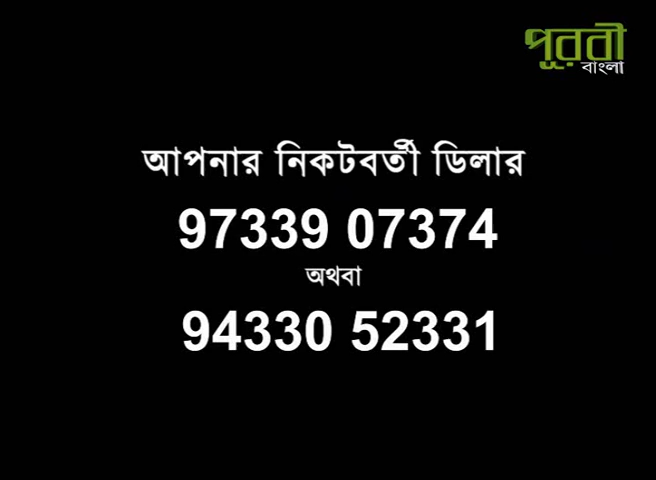 পূরবী
বাংলা
আপনার নিকটবর্তী ডিলার
97339 07374
অথবা
94330 52331